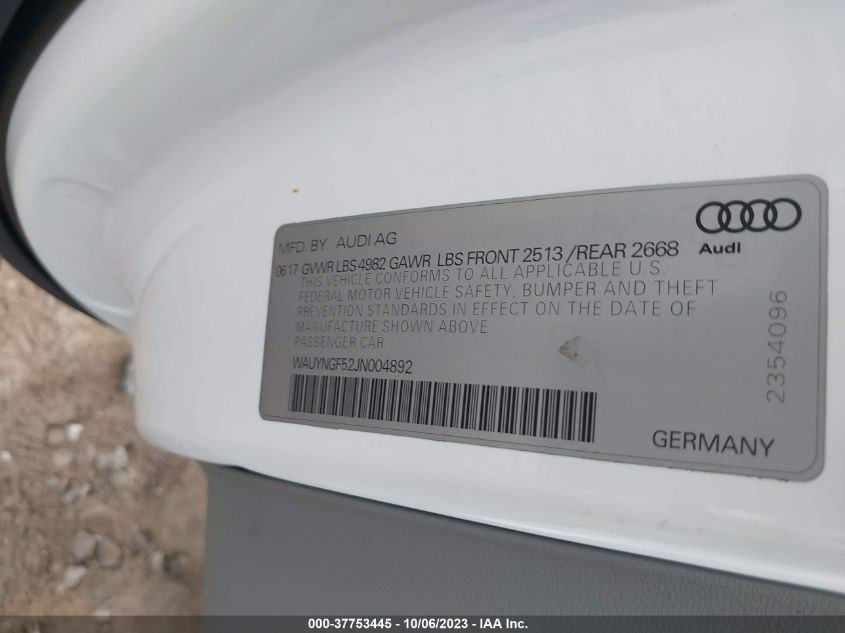 MFD. BY AUDI AG
Audi
0617 GVWR LBS 4982 GAWR LBS FRONT 2513 /REAR 2668
THIS VEHICLE CONFORMS TO ALL APPLICABLE U.S.
FEDERAL MOTOR VEHICLE SAFETY, BUMPER AND THEFT
PREVENTION STANDARDS IN EFFECT ON THE DATE OF
MANUFACTURE SHOWN ABOVE
PASSENGER CAR
WAUYNGF52JN004892
GERMANY
2354096
000-37753445 - 10/06/2023 - IAA Inc.